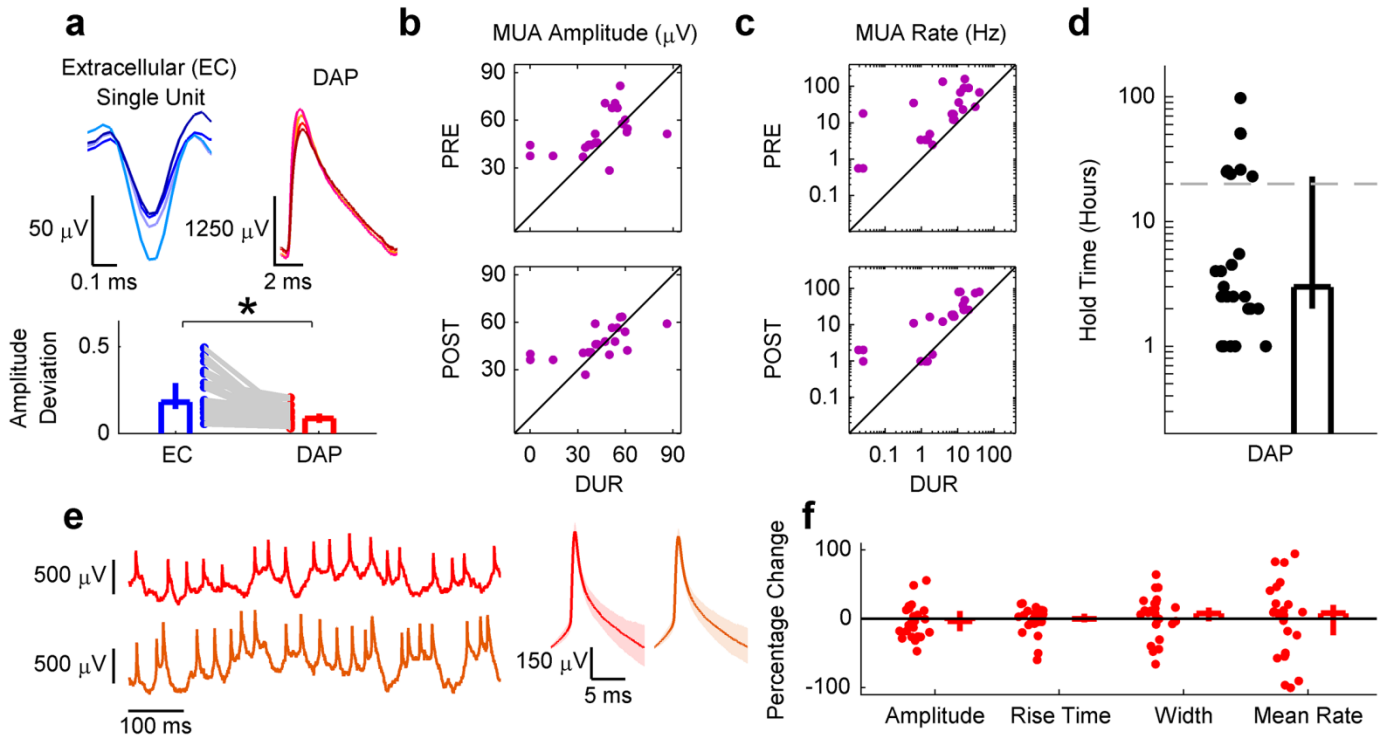 a
Extracellular (EC)
Single Unit
DAP
50 μV
0.1 ms
1250 μV
2 ms
*
Amplitude
Deviation
0.5
0
EC
DAP
b
MUA Amplitude (μV)
PRE
90
60
30
POST
90
60
30
0 30 60 90
DUR
c
MUA Rate (Hz)
PRE
100
10
1
0.1
POST
100
10
1
0.1 1 10 100
DUR
d
Hold Time (Hours)
100
10
1
DAP
e
500 μV
500 μV
100 ms
150 μV
5 ms
f
Percentage Change
100
0
-100
Amplitude Rise Time Width Mean Rate